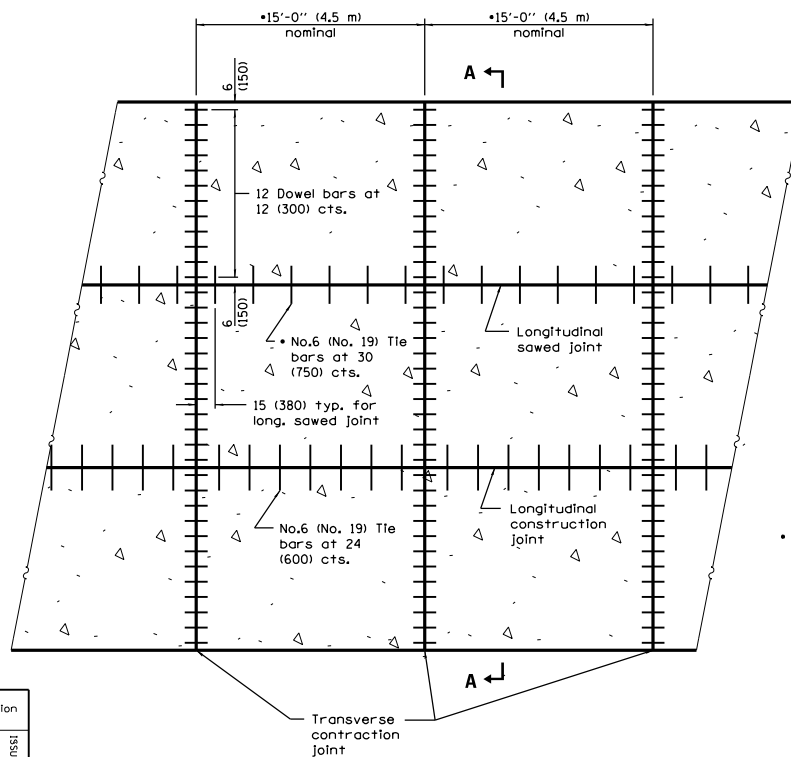 •15'-0" (4.5 m)
nominal
•15'-0" (4.5 m)
nominal
6
(150)
A
12 Dowel bars at
12 (300) cts.
6
(150)
• No.6 (No. 19) Tie
bars at 30
(750) cts.
Longitudinal
sawed joint
15 (380) typ. for
long. sawed joint
No.6 (No. 19) Tie
bars at 24
(600) cts.
Longitudinal
construction
joint
A
Transverse
contraction
joint